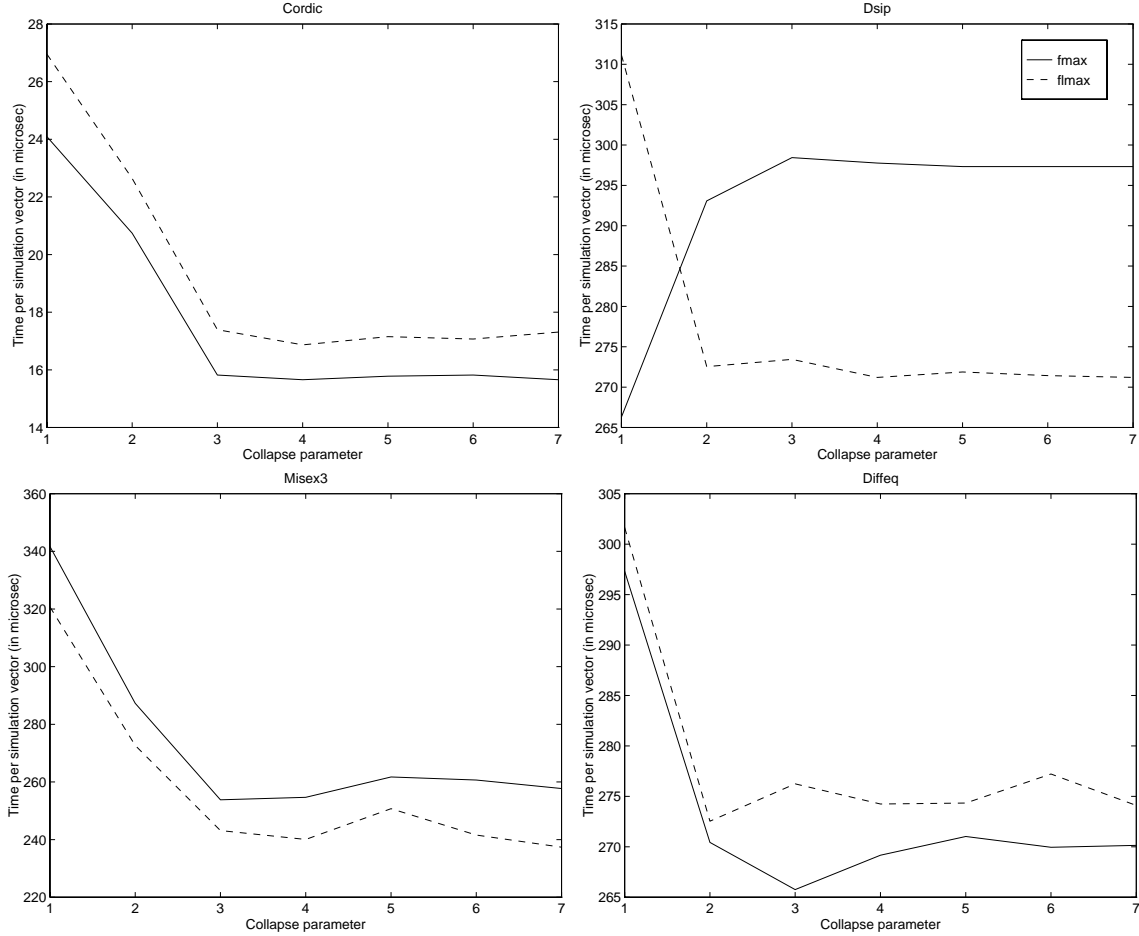 Cordic
28
26
24
22
20
18
16
14
Time per simulation vector (in microsec)
1 2 3 4 5 6 7
Collapse parameter
Dsip
315
310
305
300
295
290
285
280
275
270
265
Time per simulation vector (in microsec)
fmax
flmax
1 2 3 4 5 6 7
Collapse parameter
Misex3
360
340
320
300
280
260
240
220
Time per simulation vector (in microsec)
1 2 3 4 5 6 7
Collapse parameter
Diffeq
305
300
295
290
285
280
275
270
265
Time per simulation vector (in microsec)
1 2 3 4 5 6 7
Collapse parameter